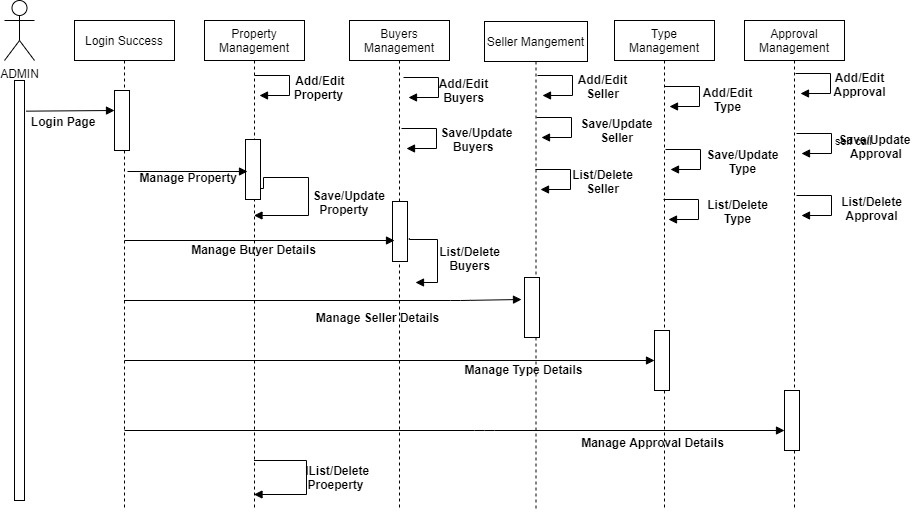 ADMIN
Login Success
Property
Management
Buyers
Management
Seller Mangement
Type
Management
Approval
Management
Add/Edit
Property
Add/Edit
Buyers
Add/Edit
Seller
Add/Edit
Type
Add/Edit
Approval
Login Page
Save/Update
Buyers
Save/Update
Seller
Save/Update
Type
self call
Save/Update
Approval
Manage Property
Save/Update
Property
List/Delete
Seller
List/Delete
Type
List/Delete
Approval
Manage Buyer Details
List/Delete
Buyers
Manage Seller Details
Manage Type Details
Manage Approval Details
List/Delete
Proeperty